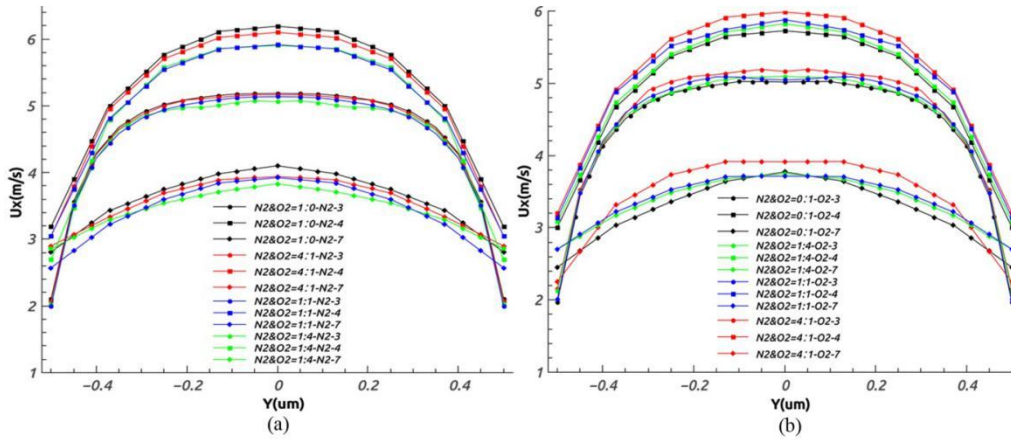 6
5
4
3
2
1
Ux(m/s)
N2&O2=1:0-N2-3
N2&O2=1:0-N2-4
N2&O2=1:0-N2-7
N2&O2=4:1-N2-3
N2&O2=4:1-N2-4
N2&O2=4:1-N2-7
N2&O2=1:1-N2-3
N2&O2=1:1-N2-4
N2&O2=1:1-N2-7
N2&O2=1:4-N2-3
N2&O2=1:4-N2-4
N2&O2=1:4-N2-7
−0.4 −0.2 0 0.2 0.4
Y(um)
(a)
6
5
4
3
2
1
Ux(m/s)
N2&O2=0:1-O2-3
N2&O2=0:1-O2-4
N2&O2=0:1-O2-7
N2&O2=1:4-O2-3
N2&O2=1:4-O2-4
N2&O2=1:4-O2-7
N2&O2=1:1-O2-3
N2&O2=1:1-O2-4
N2&O2=1:1-O2-7
N2&O2=4:1-O2-3
N2&O2=4:1-O2-4
N2&O2=4:1-O2-7
−0.4 −0.2 0 0.2 0.4
Y(um)
(b)